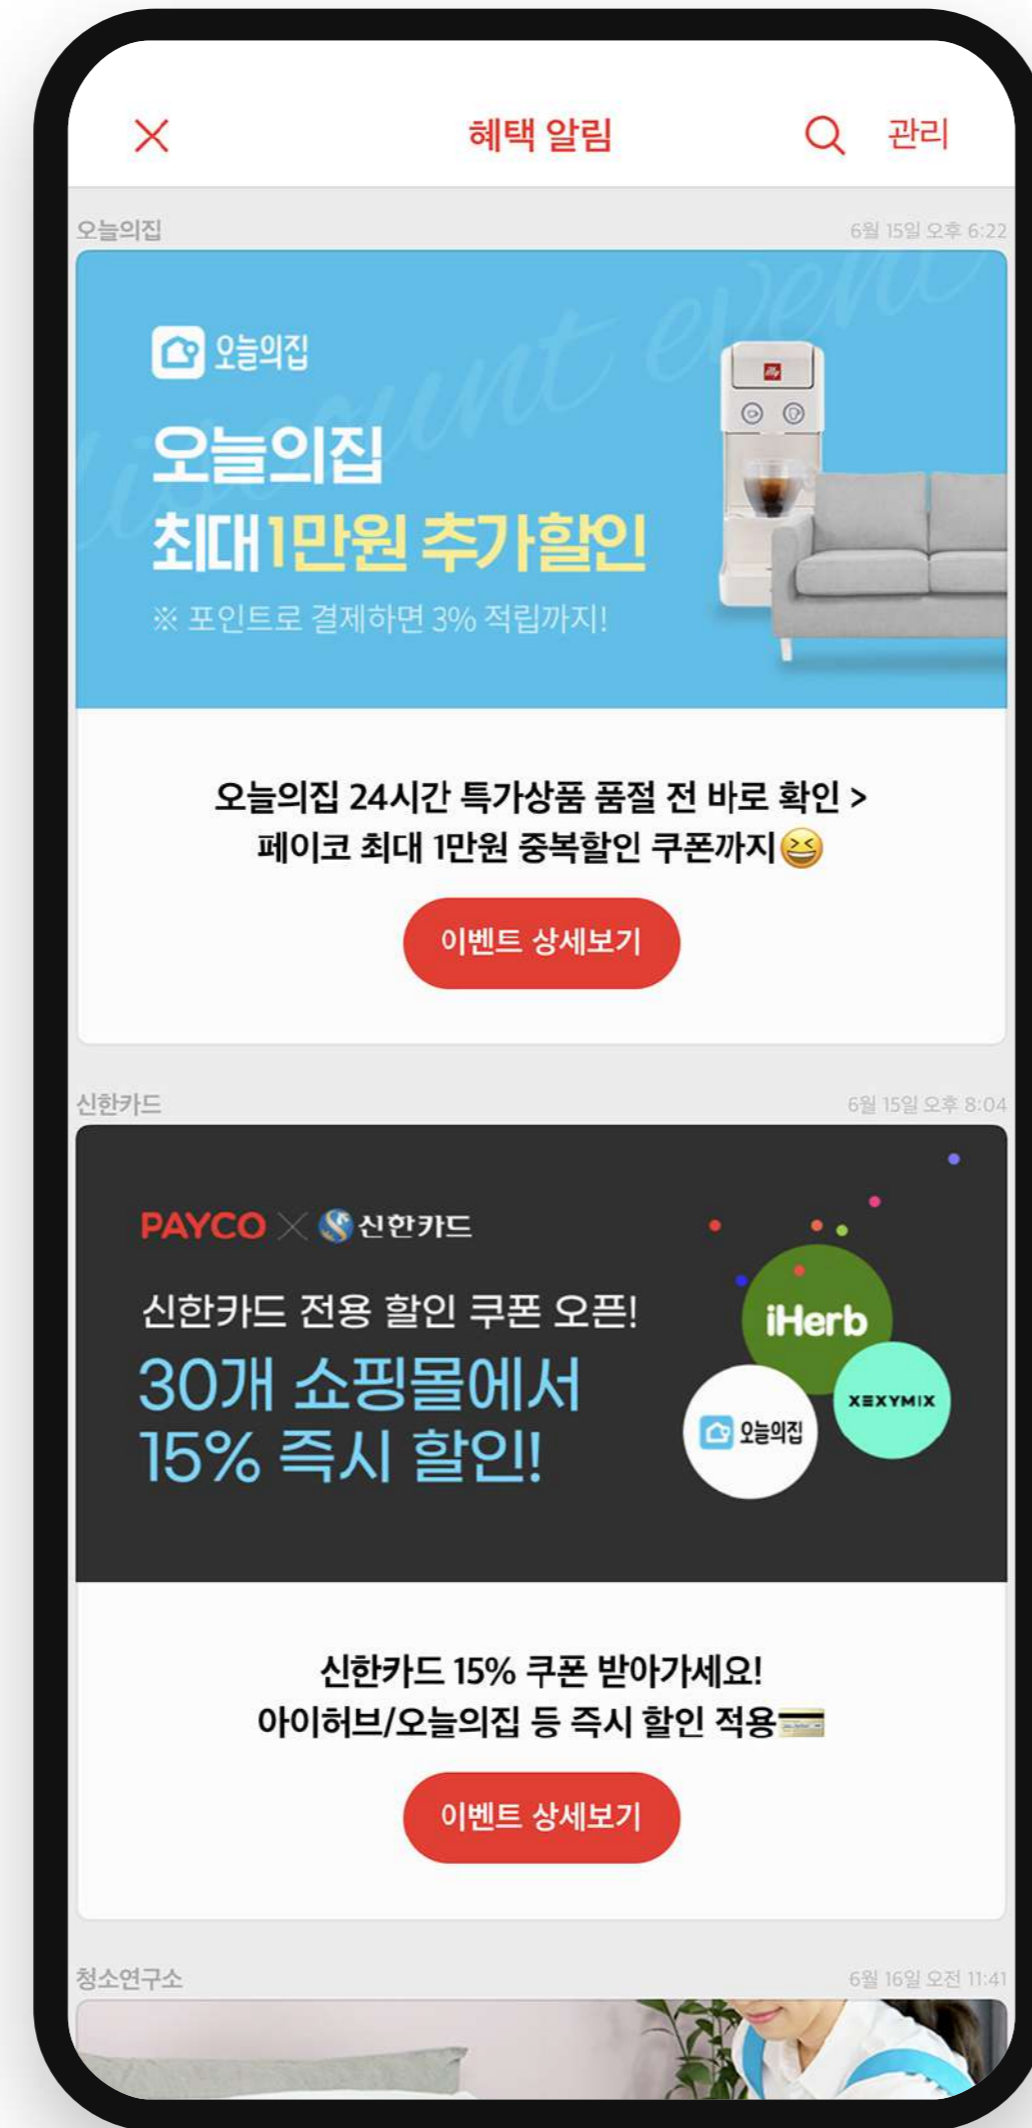 혜택 알림
관리
오늘의집
6월 15일 오후 6:22
discount event
오늘의집
illy
오늘의집
최대 1만원 추가할인
※ 포인트로 결제하면 3% 적립까지!
오늘의집 24시간 특가상품 품절 전 바로 확인 >
페이코 최대 1만원 중복할인 쿠폰까지😆
이벤트 상세보기
신한카드
6월 15일 오후 8:04
PAYCO × 신한카드
신한카드 전용 할인 쿠폰 오픈!
30개 쇼핑몰에서
15% 즉시 할인!
iHerb
XEXYMIX
오늘의집
신한카드 15% 쿠폰 받아가세요!
아이허브/오늘의집 등 즉시 할인 적용💳
이벤트 상세보기
청소연구소
6월 16일 오전 11:41